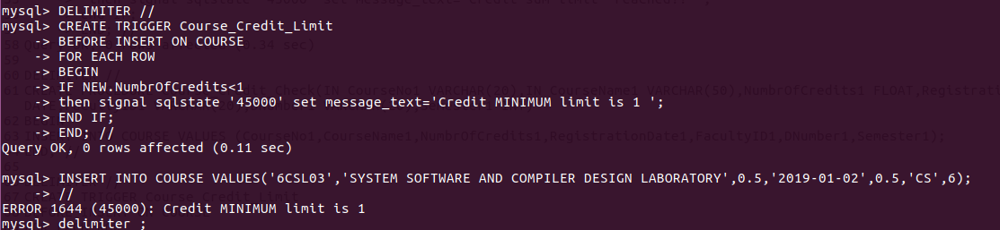 mysql> DELIMITER //
mysql> CREATE TRIGGER Course_Credit_Limit
-> BEFORE INSERT ON COURSE
-> FOR EACH ROW
-> BEGIN
-> IF NEW.NumbrOfCredits<1
-> then signal sqlstate '45000' set message_text='Credit MINIMUM limit is 1 ';
-> END IF;
-> END; //
Query OK, 0 rows affected (0.11 sec)
mysql> INSERT INTO COURSE VALUES('6CSL03','SYSTEM SOFTWARE AND COMPILER DESIGN LABORATORY',0.5,'2019-01-02',0.5,'CS',6);
-> //
ERROR 1644 (45000): Credit MINIMUM limit is 1
mysql> delimiter ;